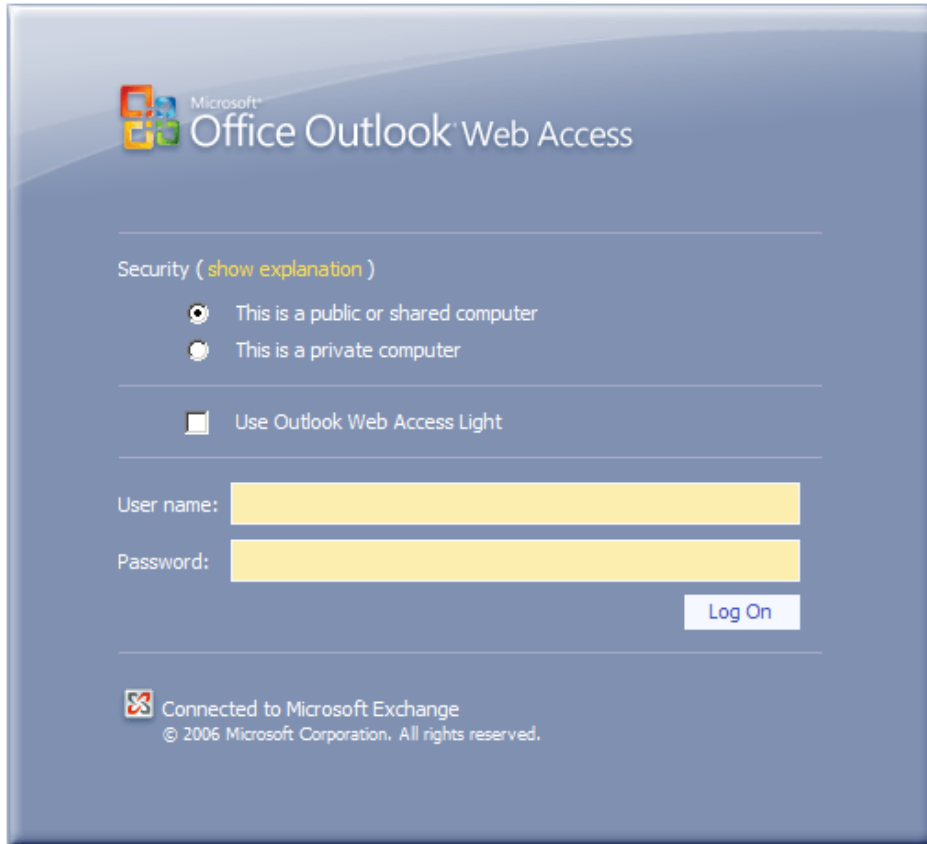 Microsoft®
Office Outlook® Web Access
Security ( show explanation )
This is a public or shared computer
This is a private computer
Use Outlook Web Access Light
User name:
Password:
Log On
Connected to Microsoft Exchange
© 2006 Microsoft Corporation. All rights reserved.